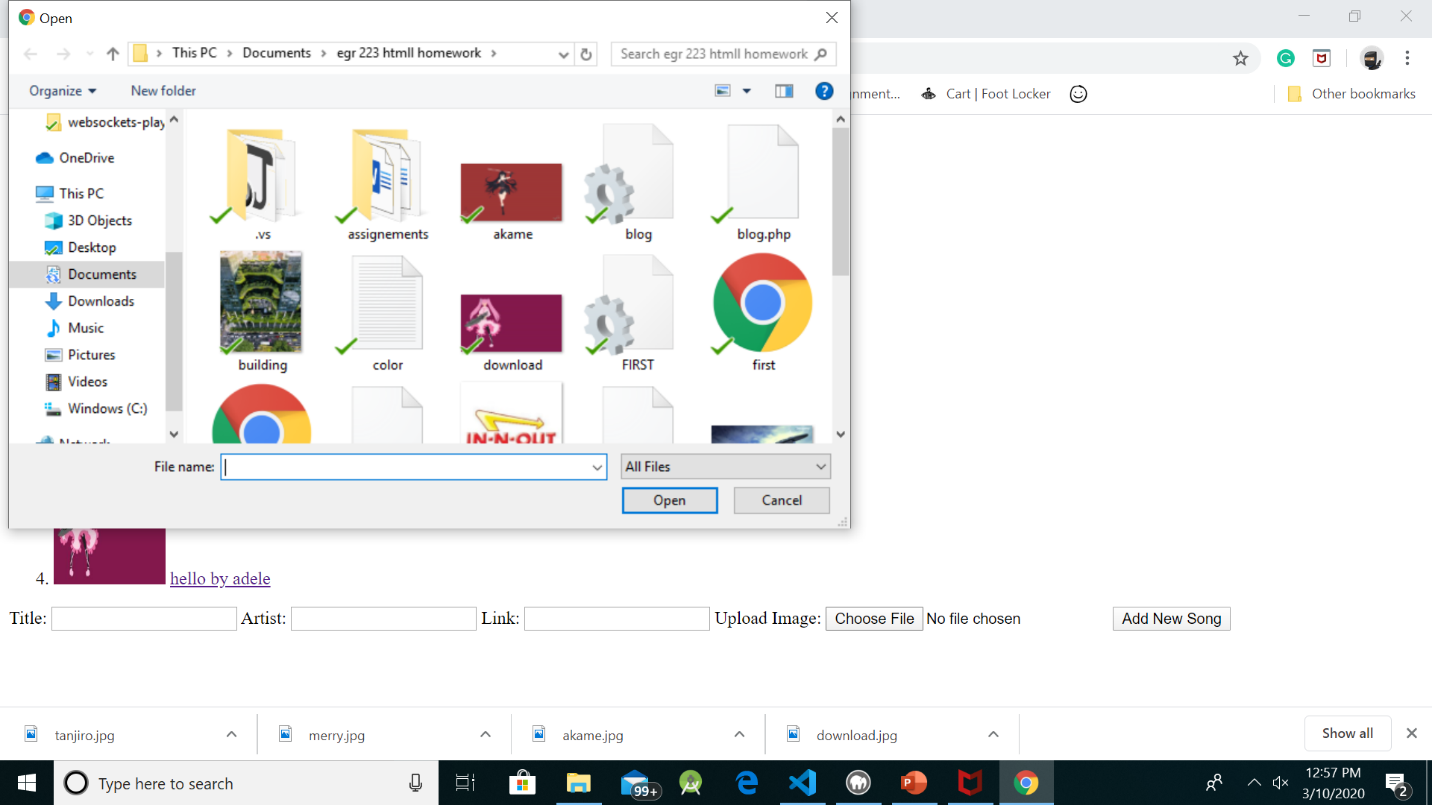 Open
This PC > Documents > egr 223 htmll homework >
Search egr 223 htmll homework
Organize
New folder
Cart | Foot Locker
Other bookmarks
websockets-play
OneDrive
This PC
3D Objects
Desktop
Documents
Downloads
Music
Pictures
Videos
Windows (C:)
Network
.vs
assignements
akame
blog
blog.php
building
color
download
FIRST
first
IN-N-OUT
File name:
All Files
Open
Cancel
4. hello by adele
Title: Artist: Link: Upload Image: Choose File No file chosen Add New Song
tanjiro.jpg
merry.jpg
akame.jpg
download.jpg
Show all
Type here to search
99+
12:57 PM
3/10/2020
2